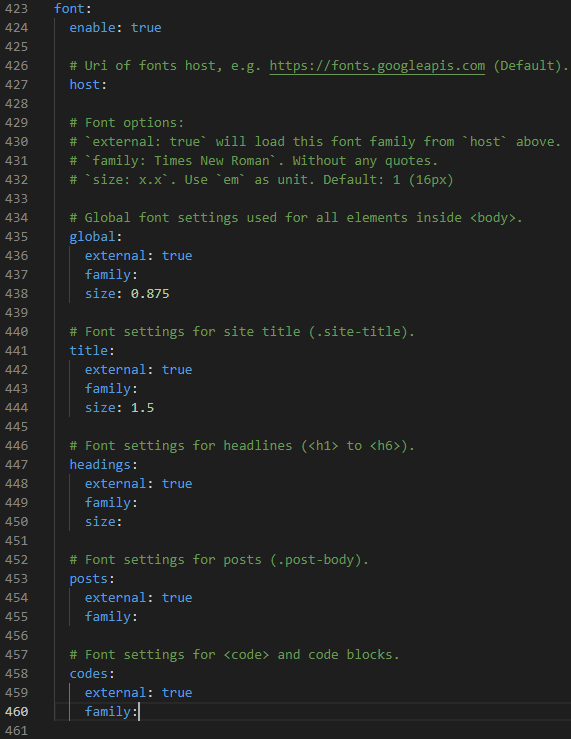 423 font:
424   enable: true
425
426   # Uri of fonts host, e.g. https://fonts.googleapis.com (Default).
427   host:
428
429   # Font options:
430   # `external: true` will load this font family from `host` above.
431   # `family: Times New Roman`. Without any quotes.
432   # `size: x.x`. Use `em` as unit. Default: 1 (16px)
433
434   # Global font settings used for all elements inside <body>.
435   global:
436     external: true
437     family:
438     size: 0.875
439
440   # Font settings for site title (.site-title).
441   title:
442     external: true
443     family:
444     size: 1.5
445
446   # Font settings for headlines (<h1> to <h6>).
447   headings:
448     external: true
449     family:
450     size:
451
452   # Font settings for posts (.post-body).
453   posts:
454     external: true
455     family:
456
457   # Font settings for <code> and code blocks.
458   codes:
459     external: true
460     family:
461